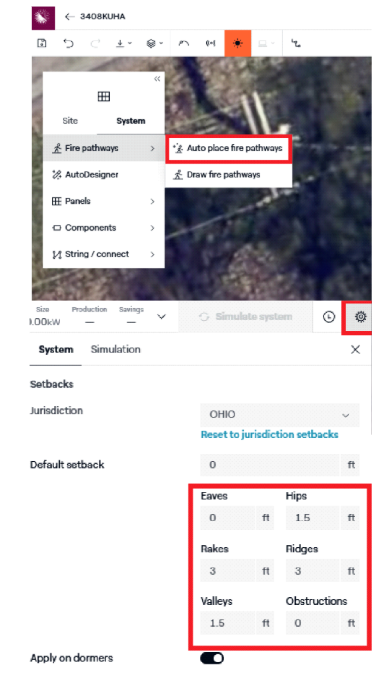 ← 3408KUHA
«
Site System
Fire pathways >
Auto place fire pathways
AutoDesigner
Draw fire pathways
Panels >
Components >
String / connect >
Size Production Savings
.00kW — —
Simulate system
System Simulation ×
Setbacks
Jurisdiction OHIO
Reset to jurisdiction setbacks
Default setback 0 ft
Eaves Hips
0 ft 1.5 ft
Rakes Ridges
3 ft 3 ft
Valleys Obstructions
1.5 ft 0 ft
Apply on dormers